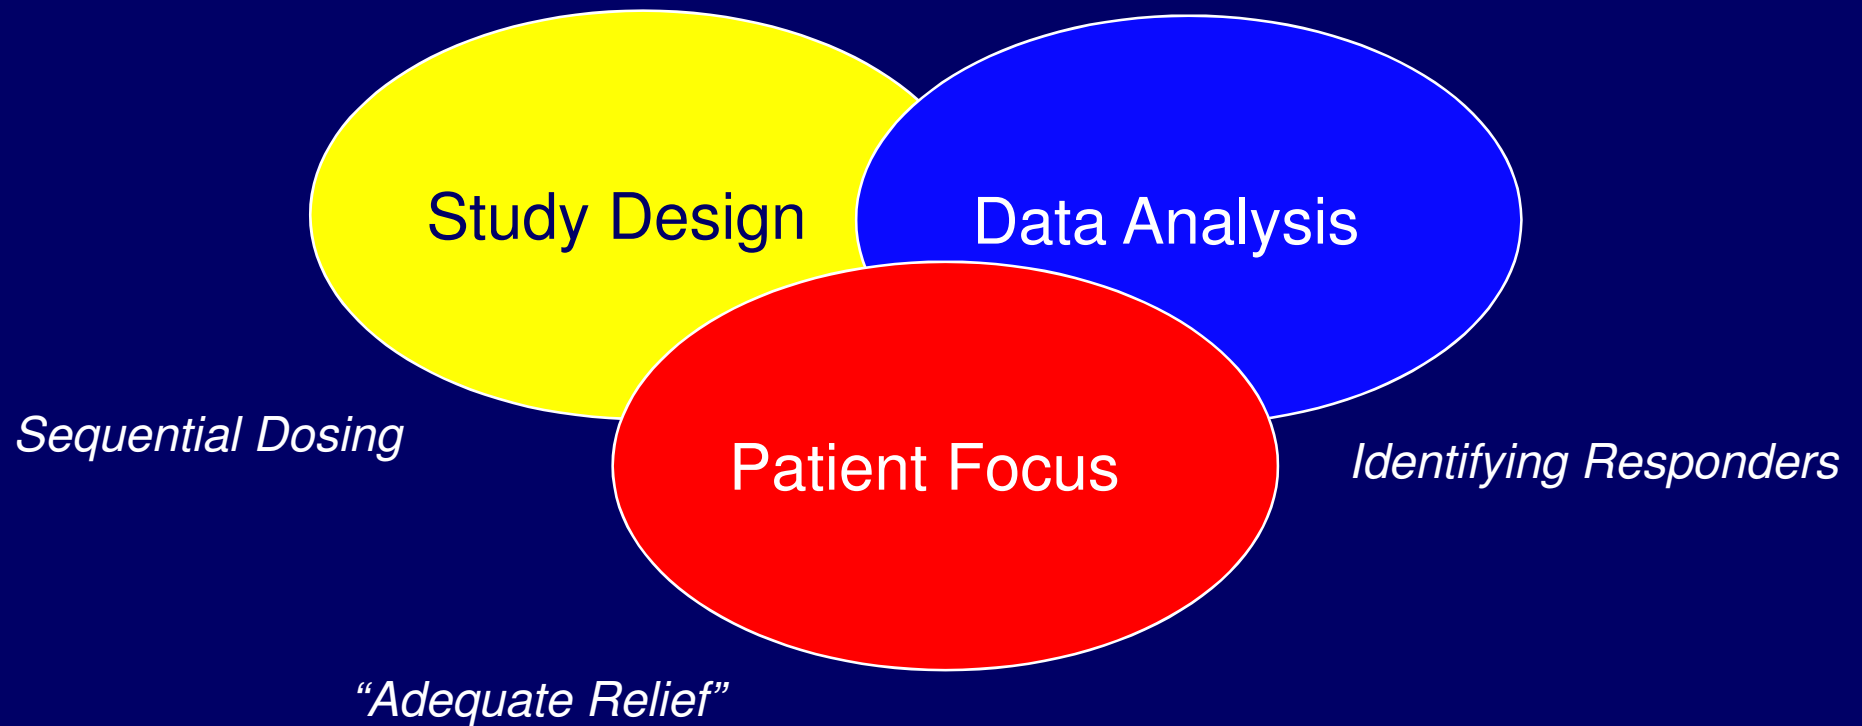 Study Design
Data Analysis
Sequential Dosing
Patient Focus
Identifying Responders
“Adequate Relief”